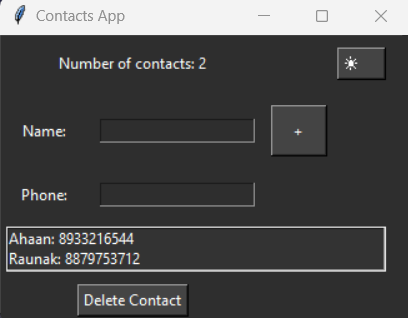 Contacts App
Number of contacts: 2
Name:
+
Phone:
Ahaan: 8933216544
Raunak: 8879753712
Delete Contact